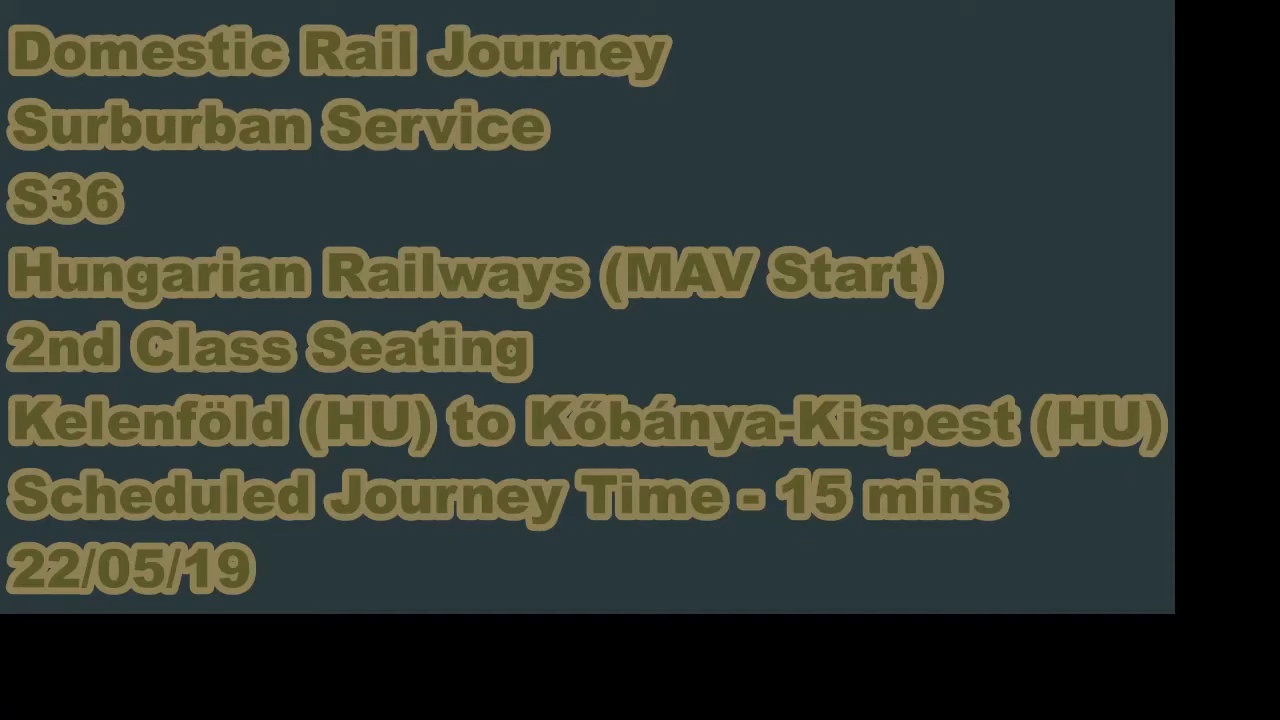 Domestic Rail Journey
Surburban Service
S36
Hungarian Railways (MAV Start)
2nd Class Seating
Kelenföld (HU) to Kőbánya-Kispest (HU)
Scheduled Journey Time - 15 mins
22/05/19